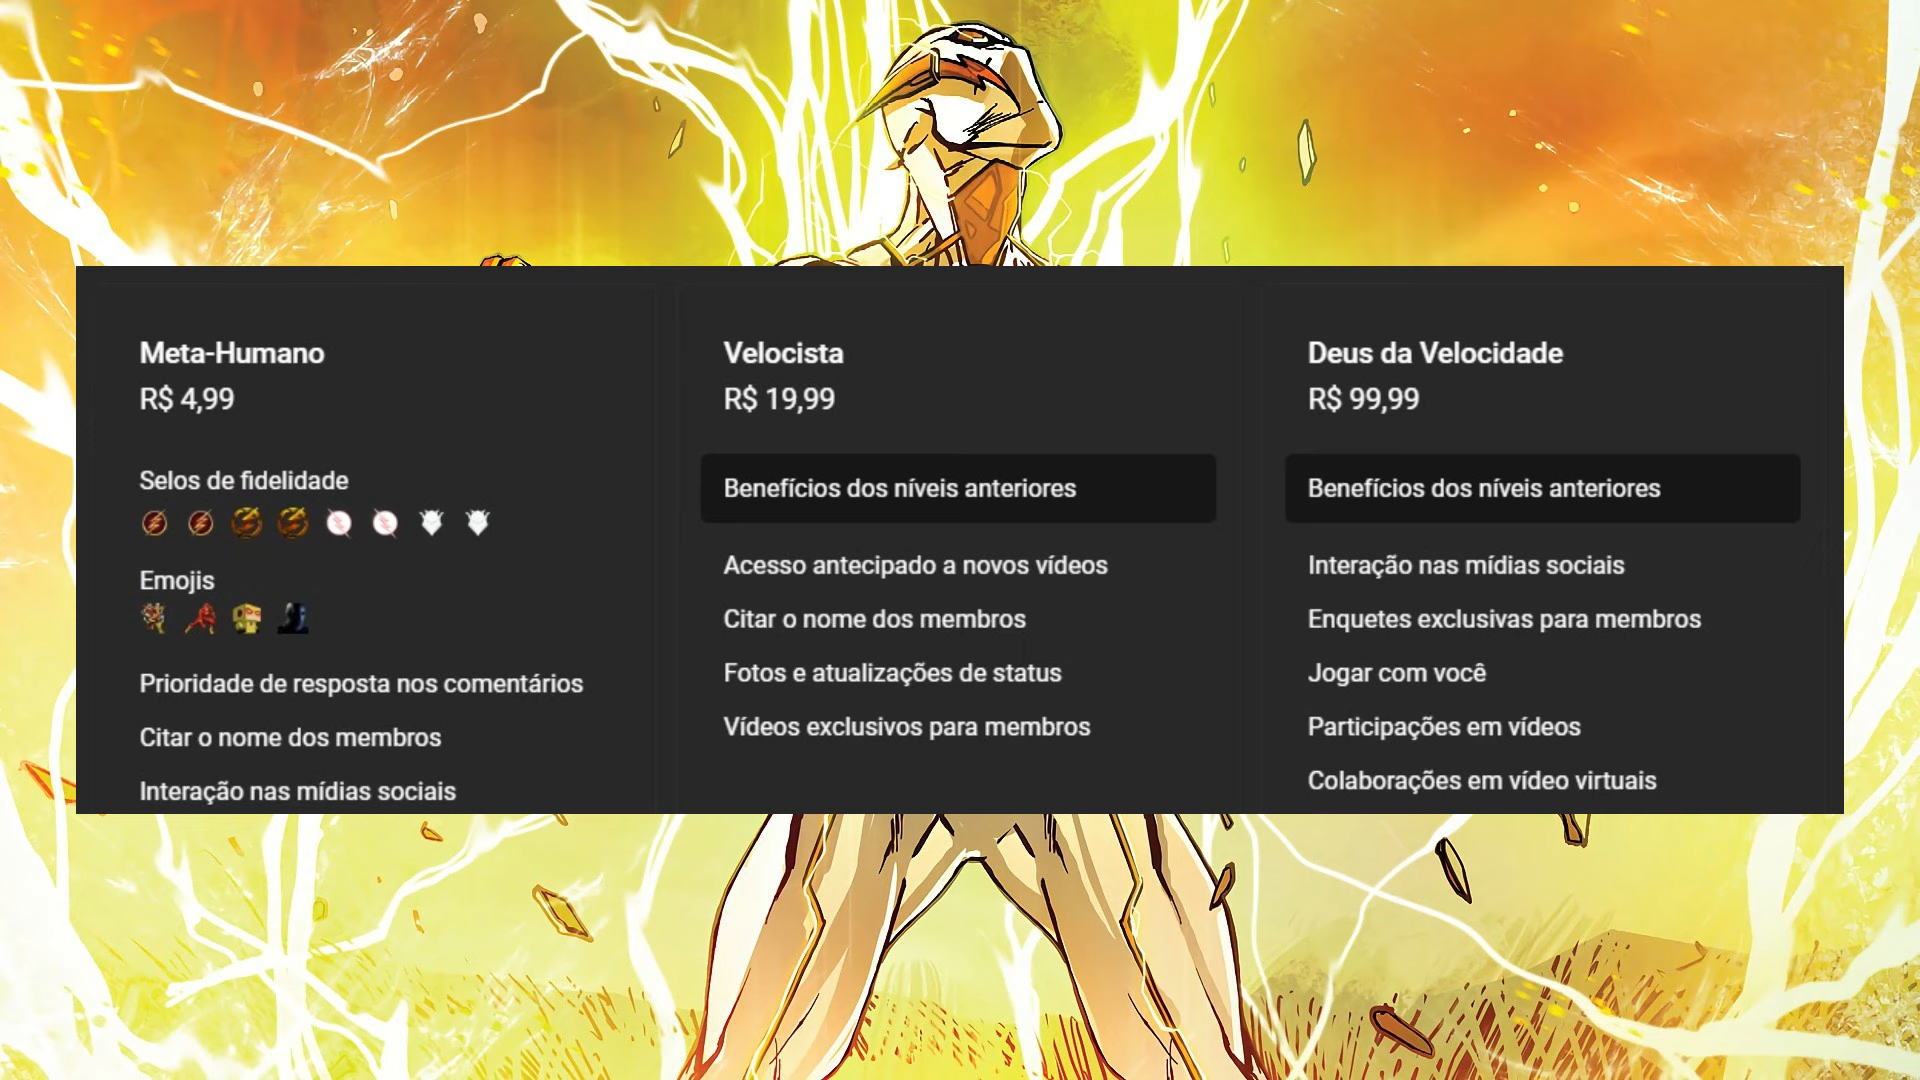 Meta-Humano
R$ 4,99
Selos de fidelidade
Emojis
Prioridade de resposta nos comentários
Citar o nome dos membros
Interação nas mídias sociais
Velocista
R$ 19,99
Benefícios dos níveis anteriores
Acesso antecipado a novos vídeos
Citar o nome dos membros
Fotos e atualizações de status
Vídeos exclusivos para membros
Deus da Velocidade
R$ 99,99
Benefícios dos níveis anteriores
Interação nas mídias sociais
Enquetes exclusivas para membros
Jogar com você
Participações em vídeos
Colaborações em vídeo virtuais